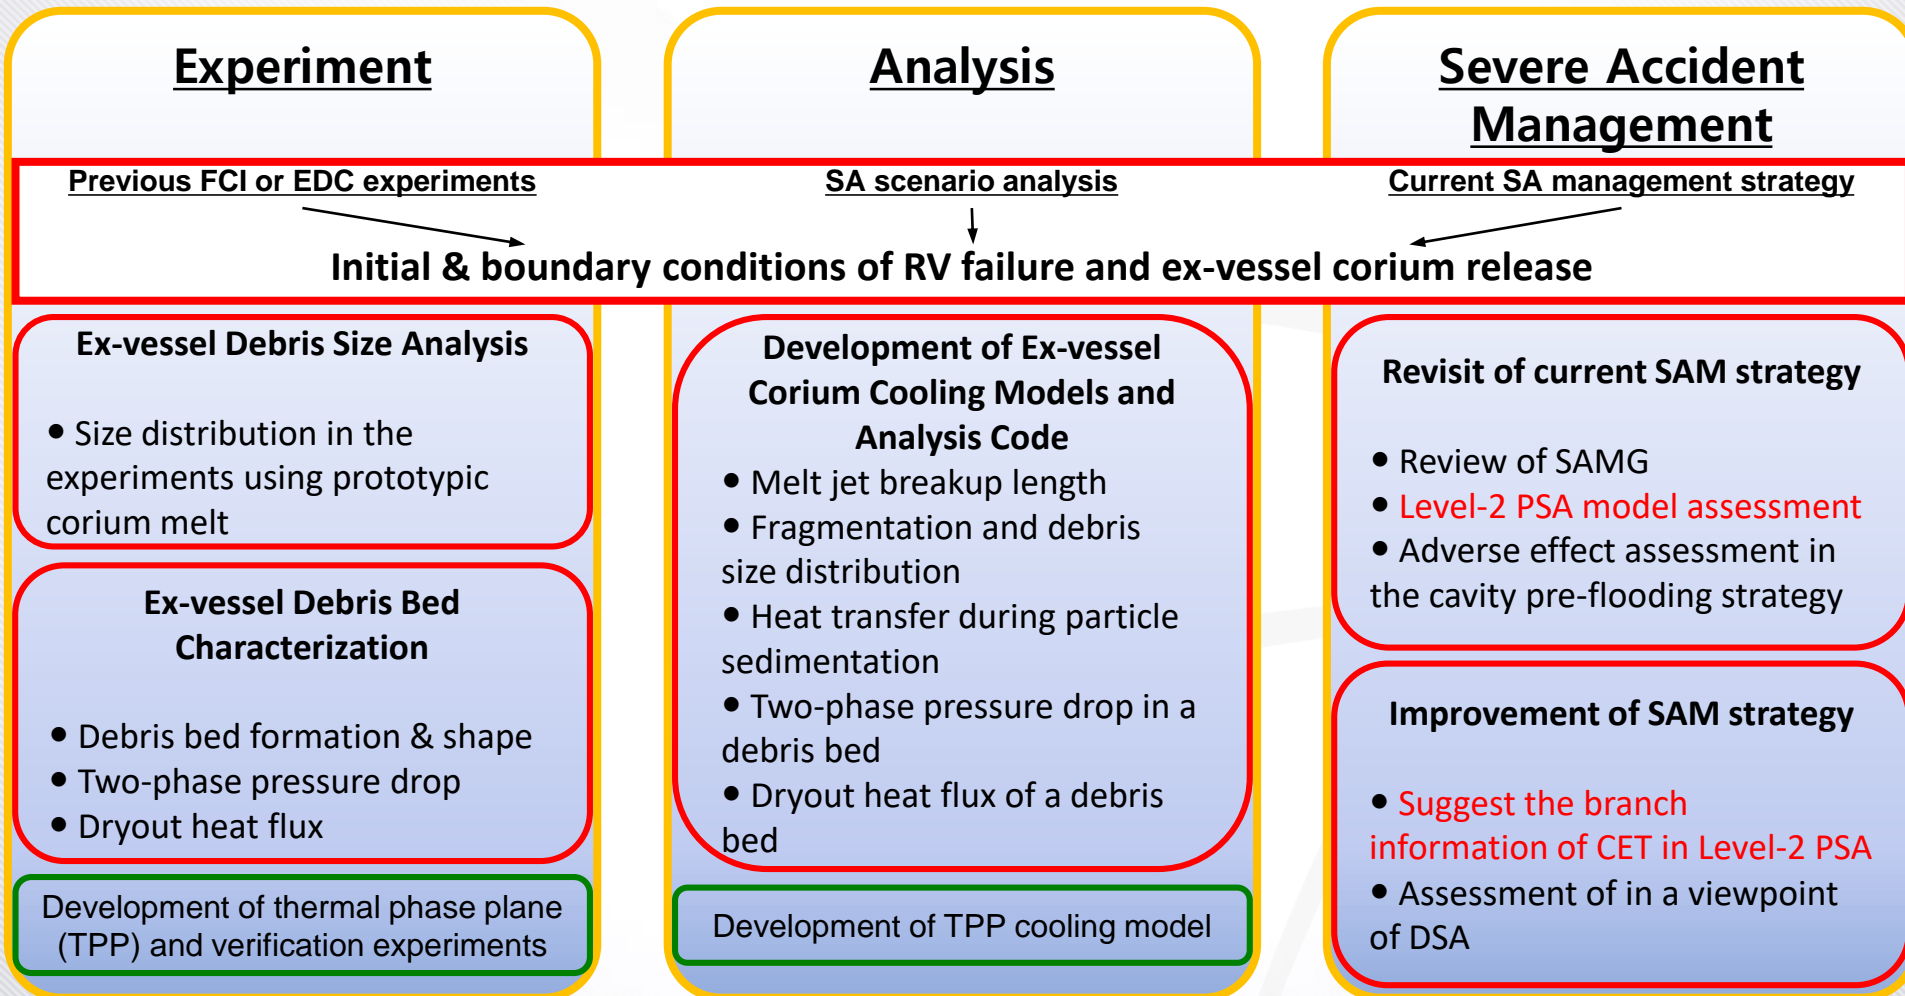 Experiment
Analysis
Severe Accident
Management
Previous FCI or EDC experiments
SA scenario analysis
Current SA management strategy
Initial & boundary conditions of RV failure and ex-vessel corium release
Ex-vessel Debris Size Analysis
• Size distribution in the
experiments using prototypic
corium melt
Ex-vessel Debris Bed
Characterization
• Debris bed formation & shape
• Two-phase pressure drop
• Dryout heat flux
Development of thermal phase plane
(TPP) and verification experiments
Development of Ex-vessel
Corium Cooling Models and
Analysis Code
• Melt jet breakup length
• Fragmentation and debris
size distribution
• Heat transfer during particle
sedimentation
• Two-phase pressure drop in a
debris bed
• Dryout heat flux of a debris
bed
Development of TPP cooling model
Revisit of current SAM strategy
• Review of SAMG
• Level-2 PSA model assessment
• Adverse effect assessment in
the cavity pre-flooding strategy
Improvement of SAM strategy
• Suggest the branch
information of CET in Level-2 PSA
• Assessment of in a viewpoint
of DSA